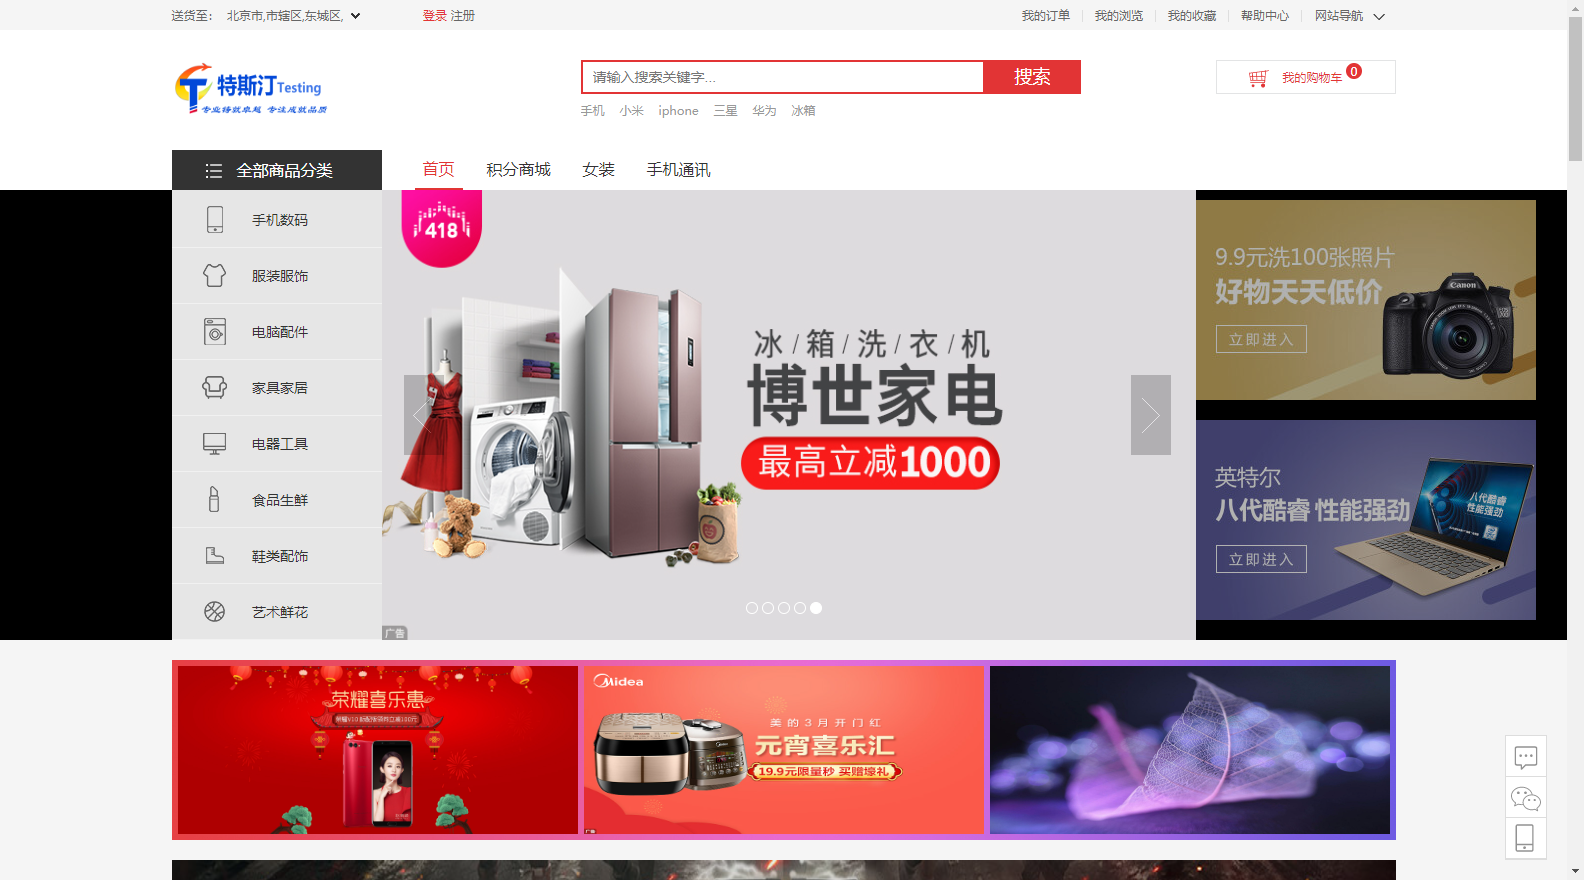 送货至： 北京市,市辖区,东城区, 登录 注册 我的订单 我的浏览 我的收藏 帮助中心 网站导航
特斯汀Testing
专业铸就卓越 专注成就品质
请输入搜索关键字... 搜索
手机 小米 iphone 三星 华为 冰箱
我的购物车 0
全部商品分类 首页 积分商城 女装 手机通讯
手机数码
服装服饰
电脑配件
家具家居
电器工具
食品生鲜
鞋类配饰
艺术鲜花
418
冰/箱/洗/衣/机
博世家电
最高立减1000
广告
9.9元洗100张照片
好物天天低价
立即进入
Canon
英特尔
八代酷睿 性能强劲
立即进入
八代酷睿
性能强劲
荣耀喜乐惠
Midea
美的3月开门红
元宵喜乐汇
19.9元限量秒 买赠壕礼